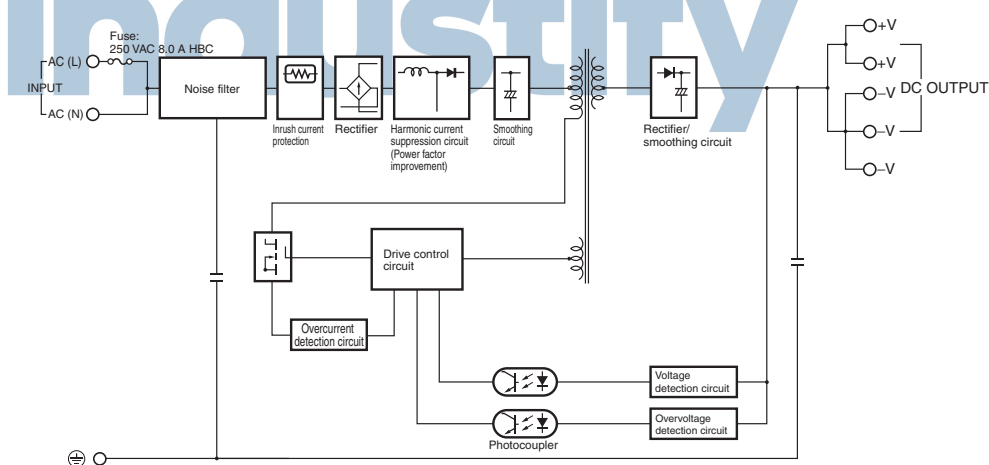 industify
Fuse:
250 VAC 8.0 A HBC
AC (L)
INPUT
AC (N)
Noise filter
Inrush current
protection
Rectifier
Harmonic current
suppression circuit
(Power factor
improvement)
Smoothing
circuit
Rectifier/
smoothing circuit
+V
+V
–V
DC OUTPUT
–V
–V
Drive control
circuit
Overcurrent
detection circuit
Voltage
detection circuit
Overvoltage
detection circuit
Photocoupler